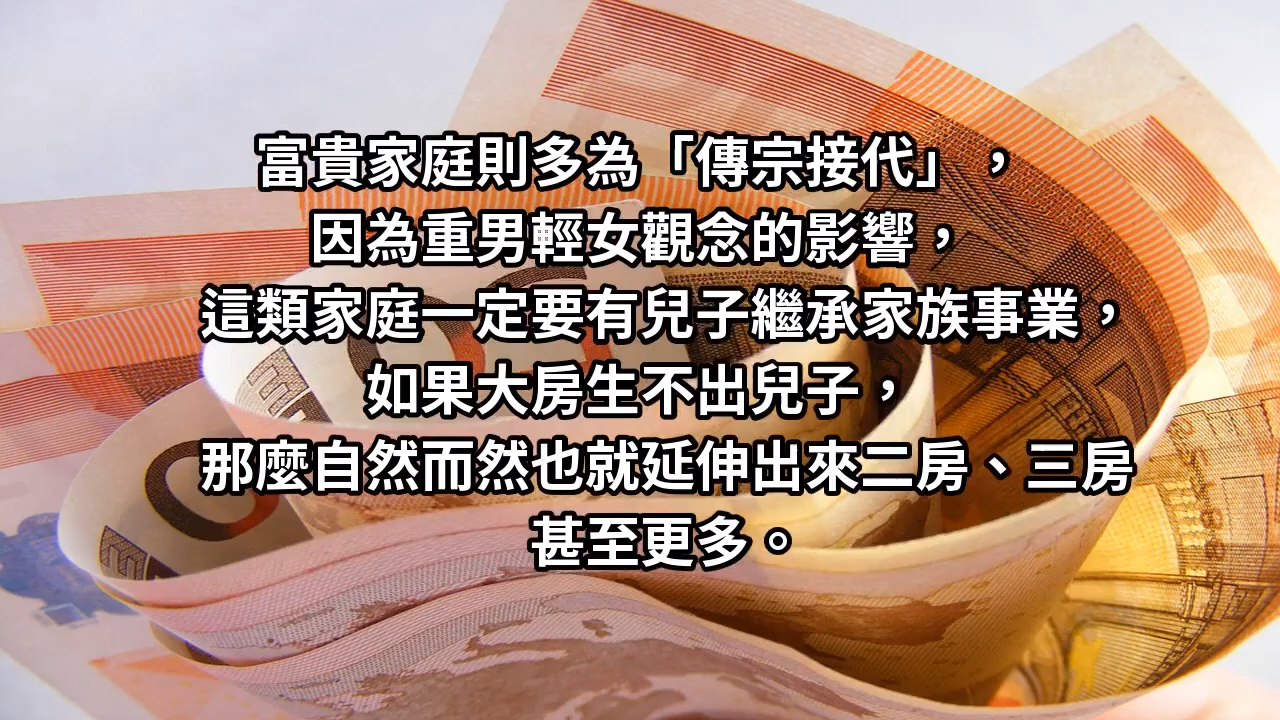 富貴家庭則多為「傳宗接代」，
因為重男輕女觀念的影響，
這類家庭一定要有兒子繼承家族事業，
如果大房生不出兒子，
那麼自然而然也就延伸出來二房、三房
甚至更多。